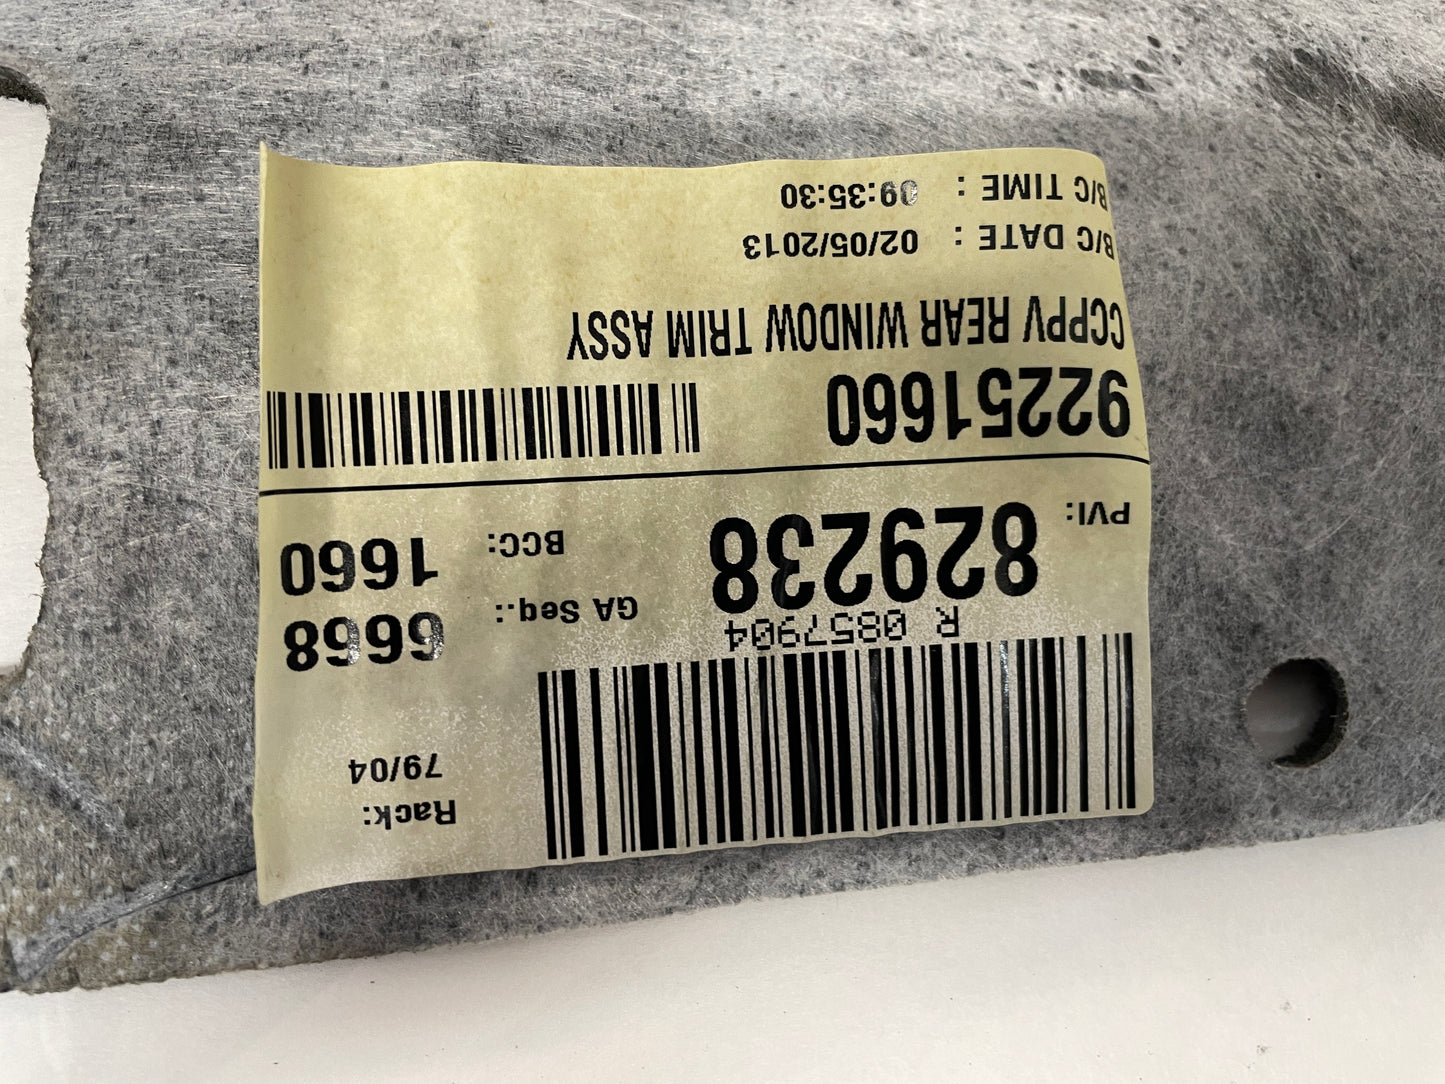 Rack:
79/04
R 0857904
GA Seq.: 6668
PVI: 829238
BCC: 1660
92251660
CCPPV REAR WINDOW TRIM ASSY
B/C DATE : 02/05/2013
B/C TIME : 09:35:30